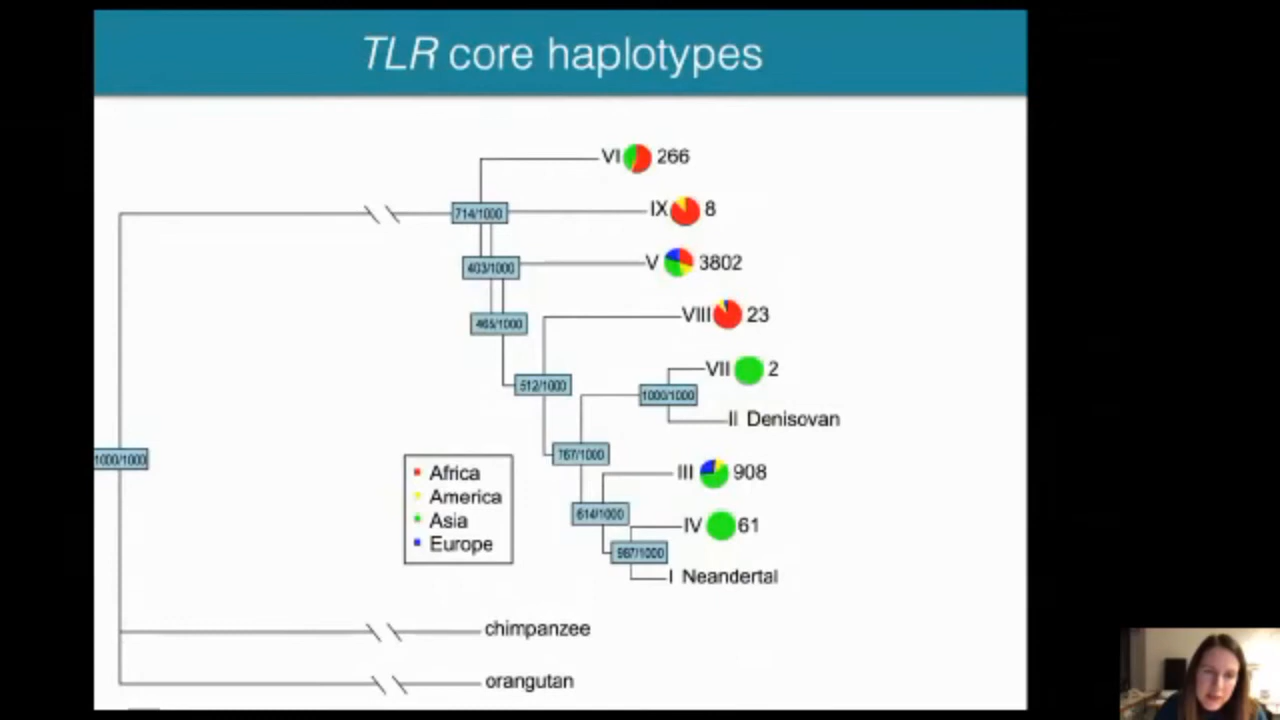 TLR core haplotypes
VI 266
714/1000
IX 8
403/1000
V 3802
465/1000
VIII 23
512/1000
VII 2
1000/1000
II Denisovan
767/1000
III 908
614/1000
IV 61
987/1000
I Neandertal
1000/1000
Africa
America
Asia
Europe
chimpanzee
orangutan